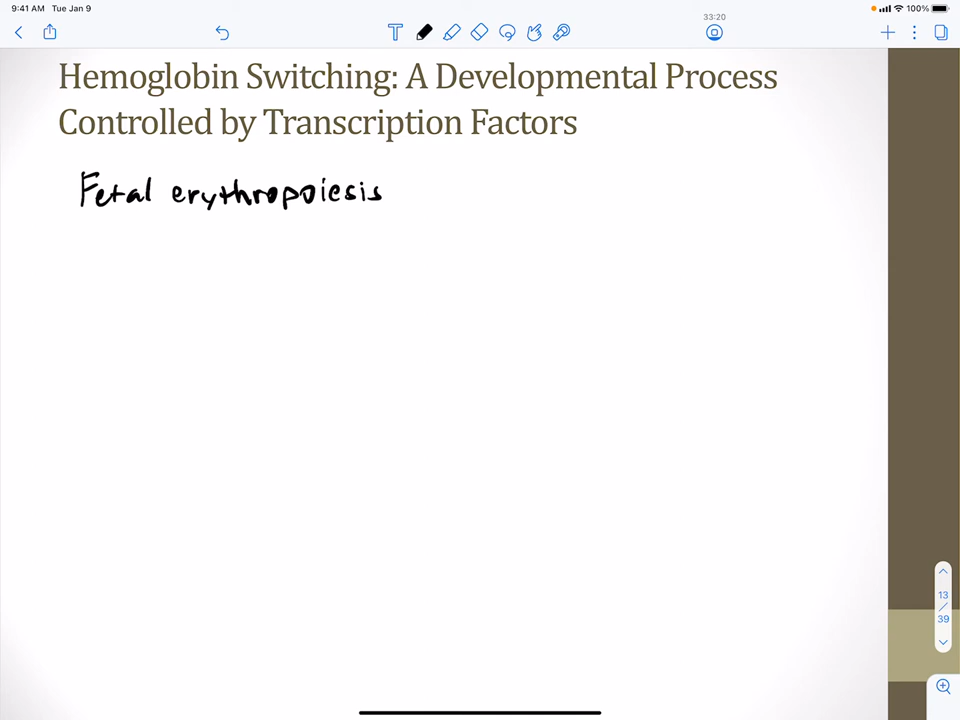 9:41 AM Tue Jan 9
100%
33:20
T
Hemoglobin Switching: A Developmental Process
Controlled by Transcription Factors
Fetal erythropoiesis
13
/
39